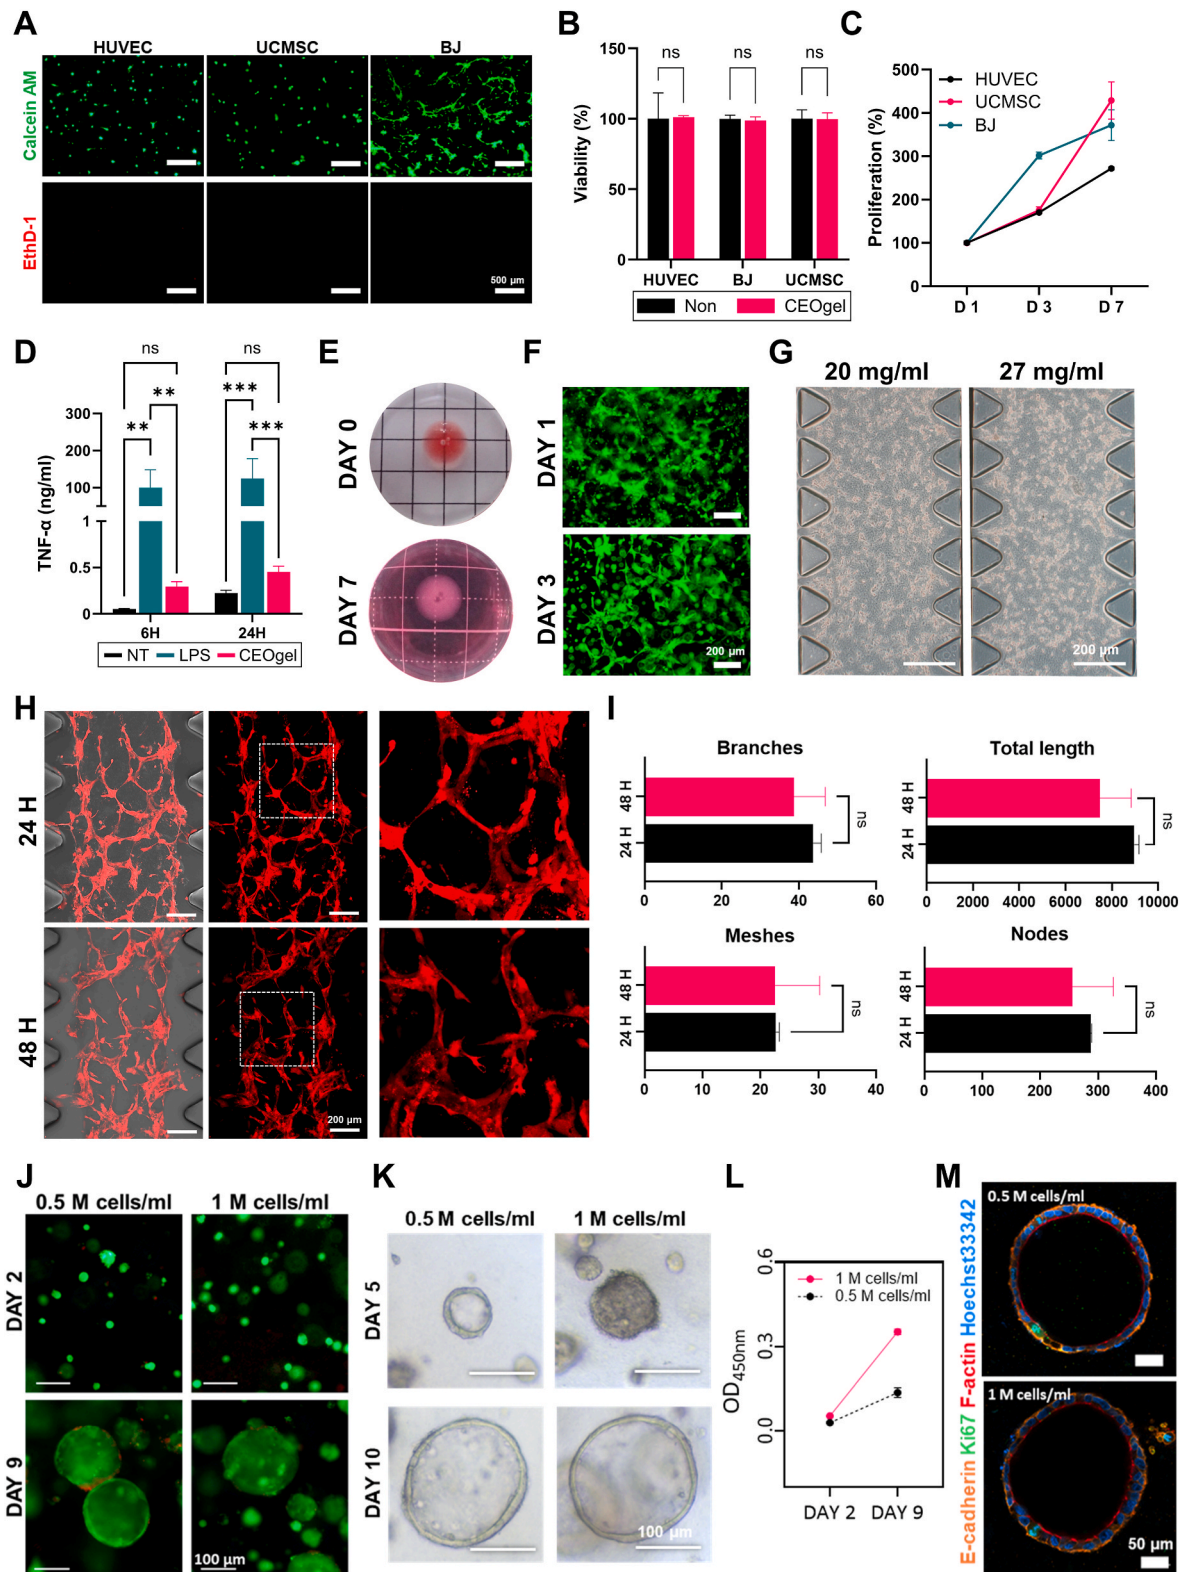 A
HUVEC
UCMSC
BJ
Calcein AM
EthD-1
500 µm
B
Viability (%)
150
100
50
0
ns
ns
ns
HUVEC
BJ
UCMSC
Non
CEOgel
C
Proliferation (%)
500
400
300
200
100
0
HUVEC
UCMSC
BJ
D 1
D 3
D 7
D
TNF-α (ng/ml)
300
200
100
1
0.5
0
ns
**
**
ns
***
***
6H
24H
NT
LPS
CEOgel
E
DAY 0
DAY 7
F
DAY 1
DAY 3
200 µm
G
20 mg/ml
27 mg/ml
200 µm
H
24 H
48 H
200 µm
I
Branches
48 H
24 H
ns
0 20 40 60
Total length
48 H
24 H
ns
0 2000 4000 6000 8000 10000
Meshes
48 H
24 H
ns
0 10 20 30 40
Nodes
48 H
24 H
ns
0 100 200 300 400
J
0.5 M cells/ml
1 M cells/ml
DAY 2
DAY 9
100 µm
K
0.5 M cells/ml
1 M cells/ml
DAY 5
DAY 10
100 µm
L
OD450nm
0.6
0.3
0.0
1 M cells/ml
0.5 M cells/ml
DAY 2
DAY 9
M
E-cadherin Ki67 F-actin Hoechst33342
0.5 M cells/ml
1 M cells/ml
50 µm